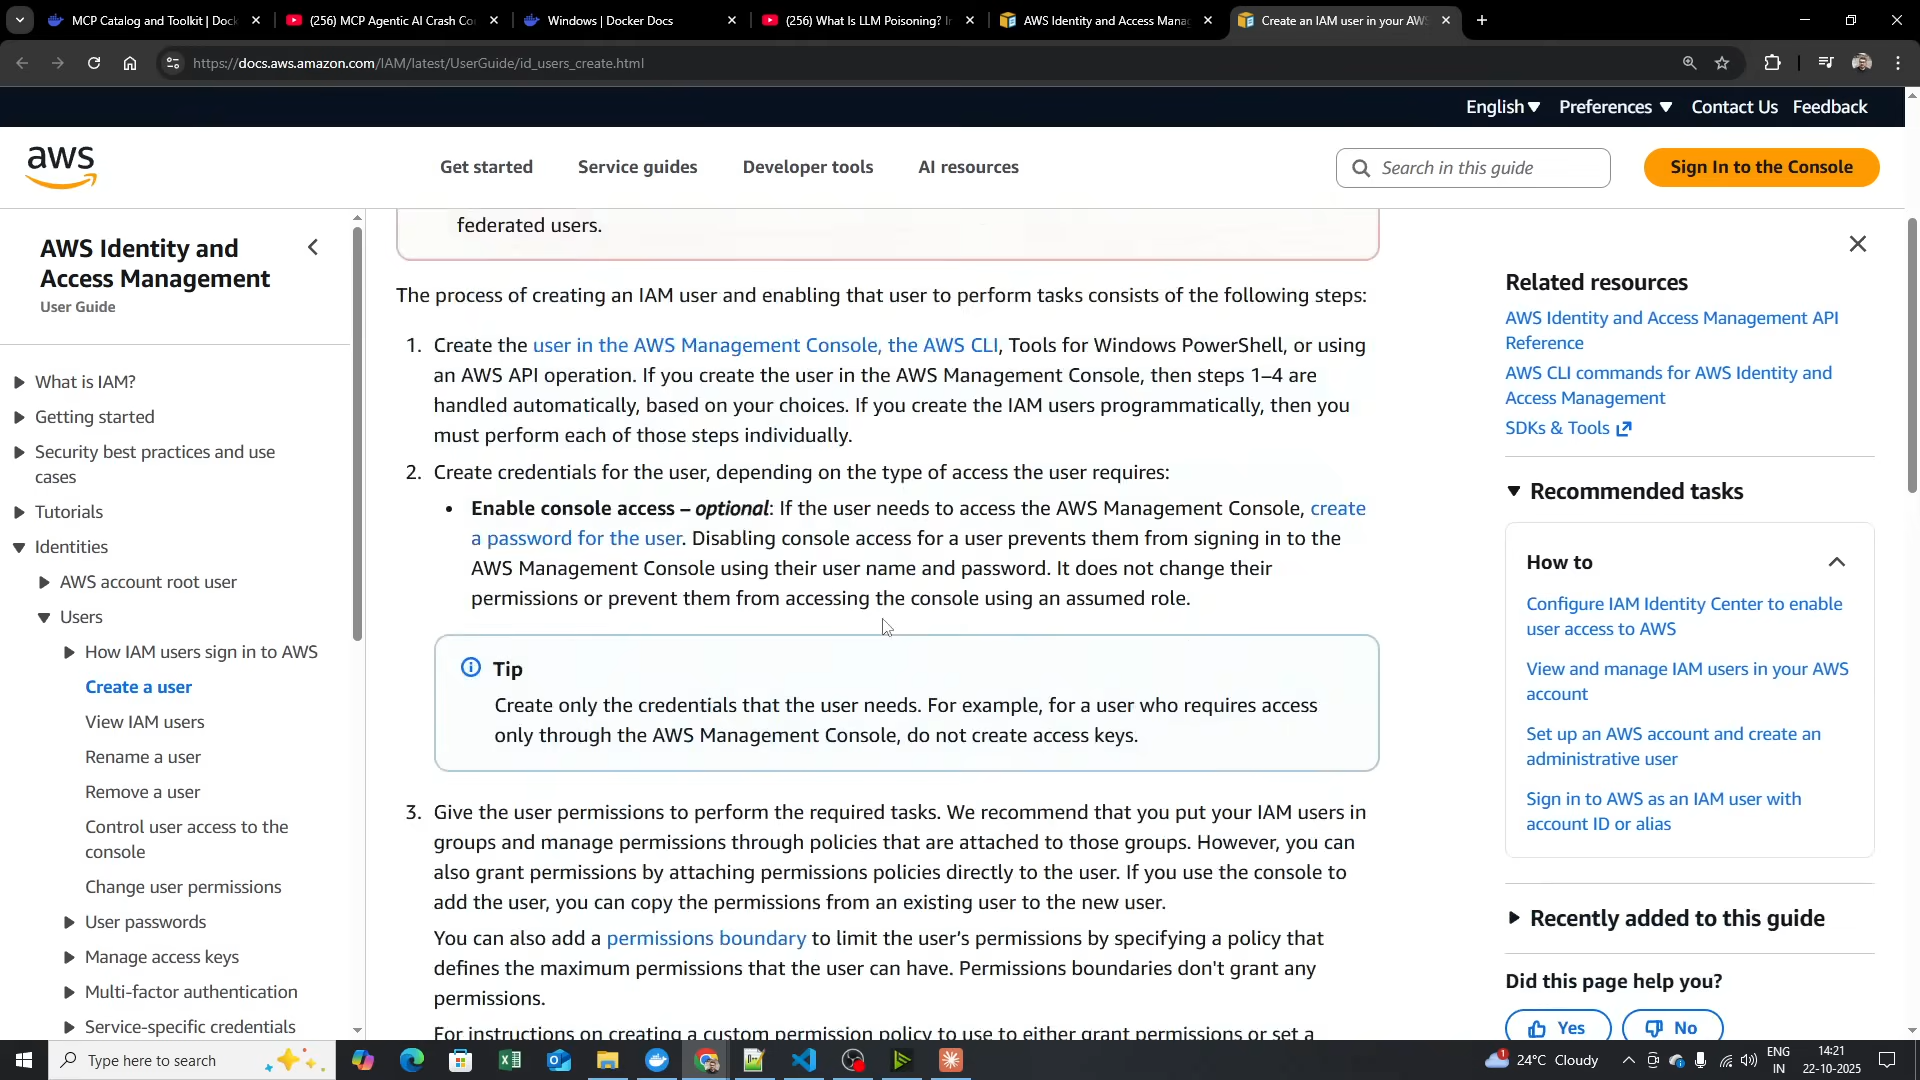 MCP Catalog and Toolkit | Dock
(256) MCP Agentic AI Crash Co
Windows | Docker Docs
(256) What Is LLM Poisoning? I
AWS Identity and Access Mana
Create an IAM user in your AWS
https://docs.aws.amazon.com/IAM/latest/UserGuide/id_users_create.html
English Preferences Contact Us Feedback
aws
Get started Service guides Developer tools AI resources
Search in this guide
Sign In to the Console
AWS Identity and
Access Management
User Guide
What is IAM?
Getting started
Security best practices and use
cases
Tutorials
Identities
AWS account root user
Users
How IAM users sign in to AWS
Create a user
View IAM users
Rename a user
Remove a user
Control user access to the
console
Change user permissions
User passwords
Manage access keys
Multi-factor authentication
Service-specific credentials
federated users.
The process of creating an IAM user and enabling that user to perform tasks consists of the following steps:
1. Create the user in the AWS Management Console, the AWS CLI, Tools for Windows PowerShell, or using
an AWS API operation. If you create the user in the AWS Management Console, then steps 1–4 are
handled automatically, based on your choices. If you create the IAM users programmatically, then you
must perform each of those steps individually.
2. Create credentials for the user, depending on the type of access the user requires:
• Enable console access – optional: If the user needs to access the AWS Management Console, create
a password for the user. Disabling console access for a user prevents them from signing in to the
AWS Management Console using their user name and password. It does not change their
permissions or prevent them from accessing the console using an assumed role.
Tip
Create only the credentials that the user needs. For example, for a user who requires access
only through the AWS Management Console, do not create access keys.
3. Give the user permissions to perform the required tasks. We recommend that you put your IAM users in
groups and manage permissions through policies that are attached to those groups. However, you can
also grant permissions by attaching permissions policies directly to the user. If you use the console to
add the user, you can copy the permissions from an existing user to the new user.
You can also add a permissions boundary to limit the user’s permissions by specifying a policy that
defines the maximum permissions that the user can have. Permissions boundaries don't grant any
permissions.
For instructions on creating a custom permission policy to use to either grant permissions or set a
Related resources
AWS Identity and Access Management API
Reference
AWS CLI commands for AWS Identity and
Access Management
SDKs & Tools
Recommended tasks
How to
Configure IAM Identity Center to enable
user access to AWS
View and manage IAM users in your AWS
account
Set up an AWS account and create an
administrative user
Sign in to AWS as an IAM user with
account ID or alias
Recently added to this guide
Did this page help you?
Yes No
Type here to search
1
24°C Cloudy
ENG
IN
14:21
22-10-2025